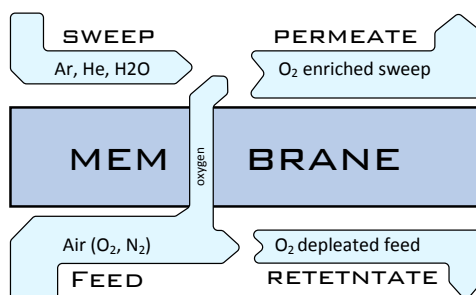 SWEEP
Ar, He, H2O
PERMEATE
O₂ enriched sweep
MEM
oxygen
BRANE
Air (O₂, N₂)
FEED
O₂ depleated feed
RETETNTATE